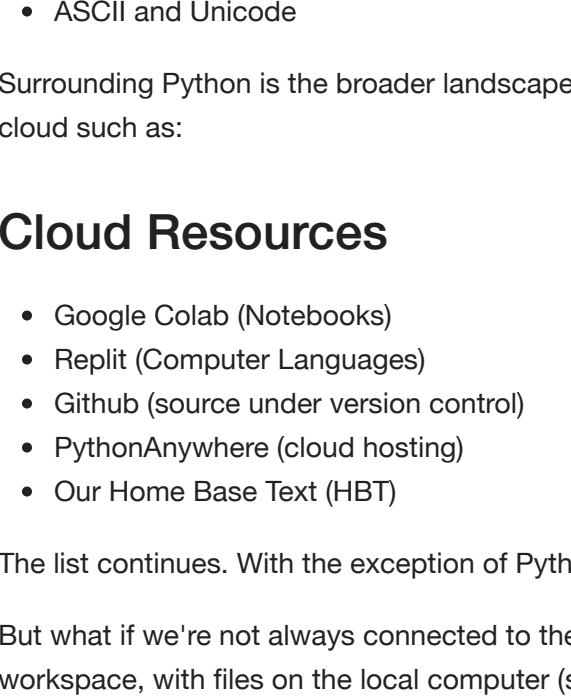 • ASCII and Unicode
Surrounding Python is the broader landscape
cloud such as:
Cloud Resources
• Google Colab (Notebooks)
• Replit (Computer Languages)
• Github (source under version control)
• PythonAnywhere (cloud hosting)
• Our Home Base Text (HBT)
The list continues. With the exception of Pyth
But what if we're not always connected to the
workspace, with files on the local computer (s